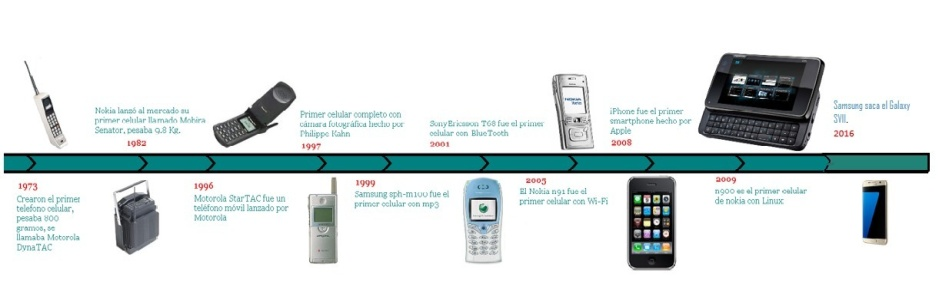 1973
Crearon el primer
telefono celular,
pesaba 800
gramos, se
llamaba Motorola
DynaTAC
Nokia lanzó al mercado su
primer celular llamado Mobira
Senator, pesaba 9.8 Kg.
1982
1996
Motorola StarTAC fue un
teléfono móvil lanzado por
Motorola
Primer celular completo con
cámara fotográfica hecho por
Philippe Kahn
1997
1999
Samsung sph-m100 fue el
primer celular con mp3
SonyEricsson T68 fue el primer
celular con BlueTooth
2001
2005
El Nokia n91 fue el
primer celular con Wi-Fi
iPhone fue el primer
smartphone hecho por
Apple
2008
2009
n900 es el primer celular
de nokia con Linux
Samsung saca el Galaxy
SVII.
2016